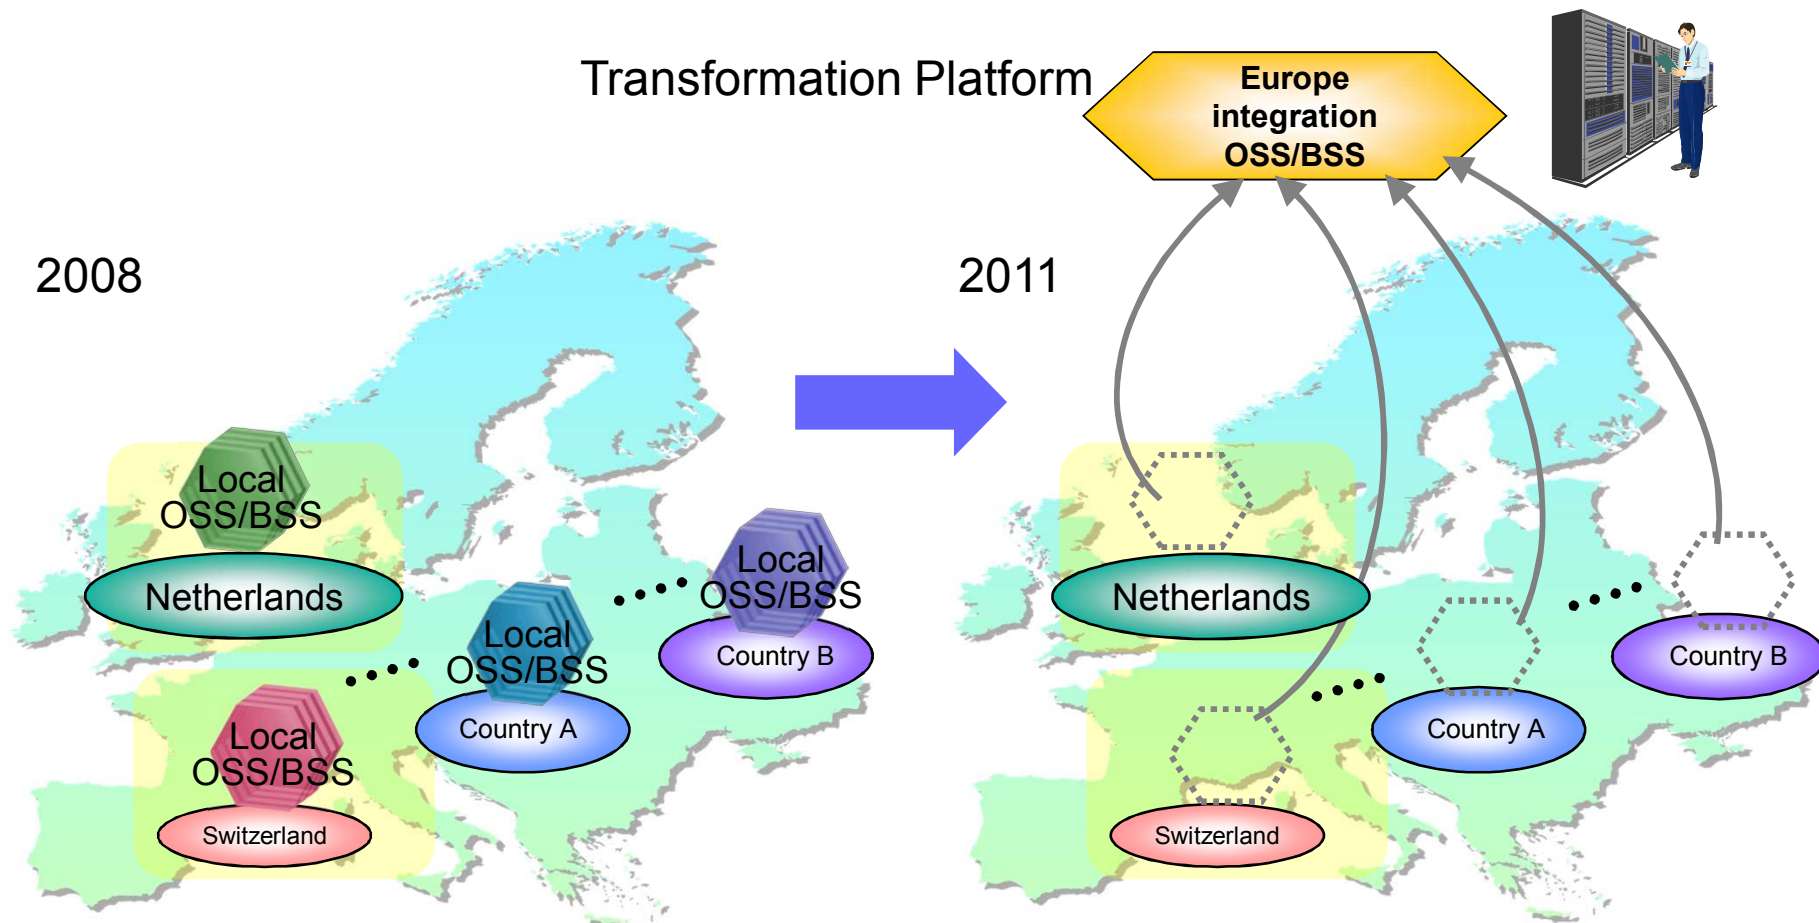 Transformation Platform
Europe
integration
OSS/BSS
2008
2011
Local
OSS/BSS
Netherlands
Local
OSS/BSS
Country B
Local
OSS/BSS
Country A
Local
OSS/BSS
Switzerland
Netherlands
Country B
Country A
Switzerland